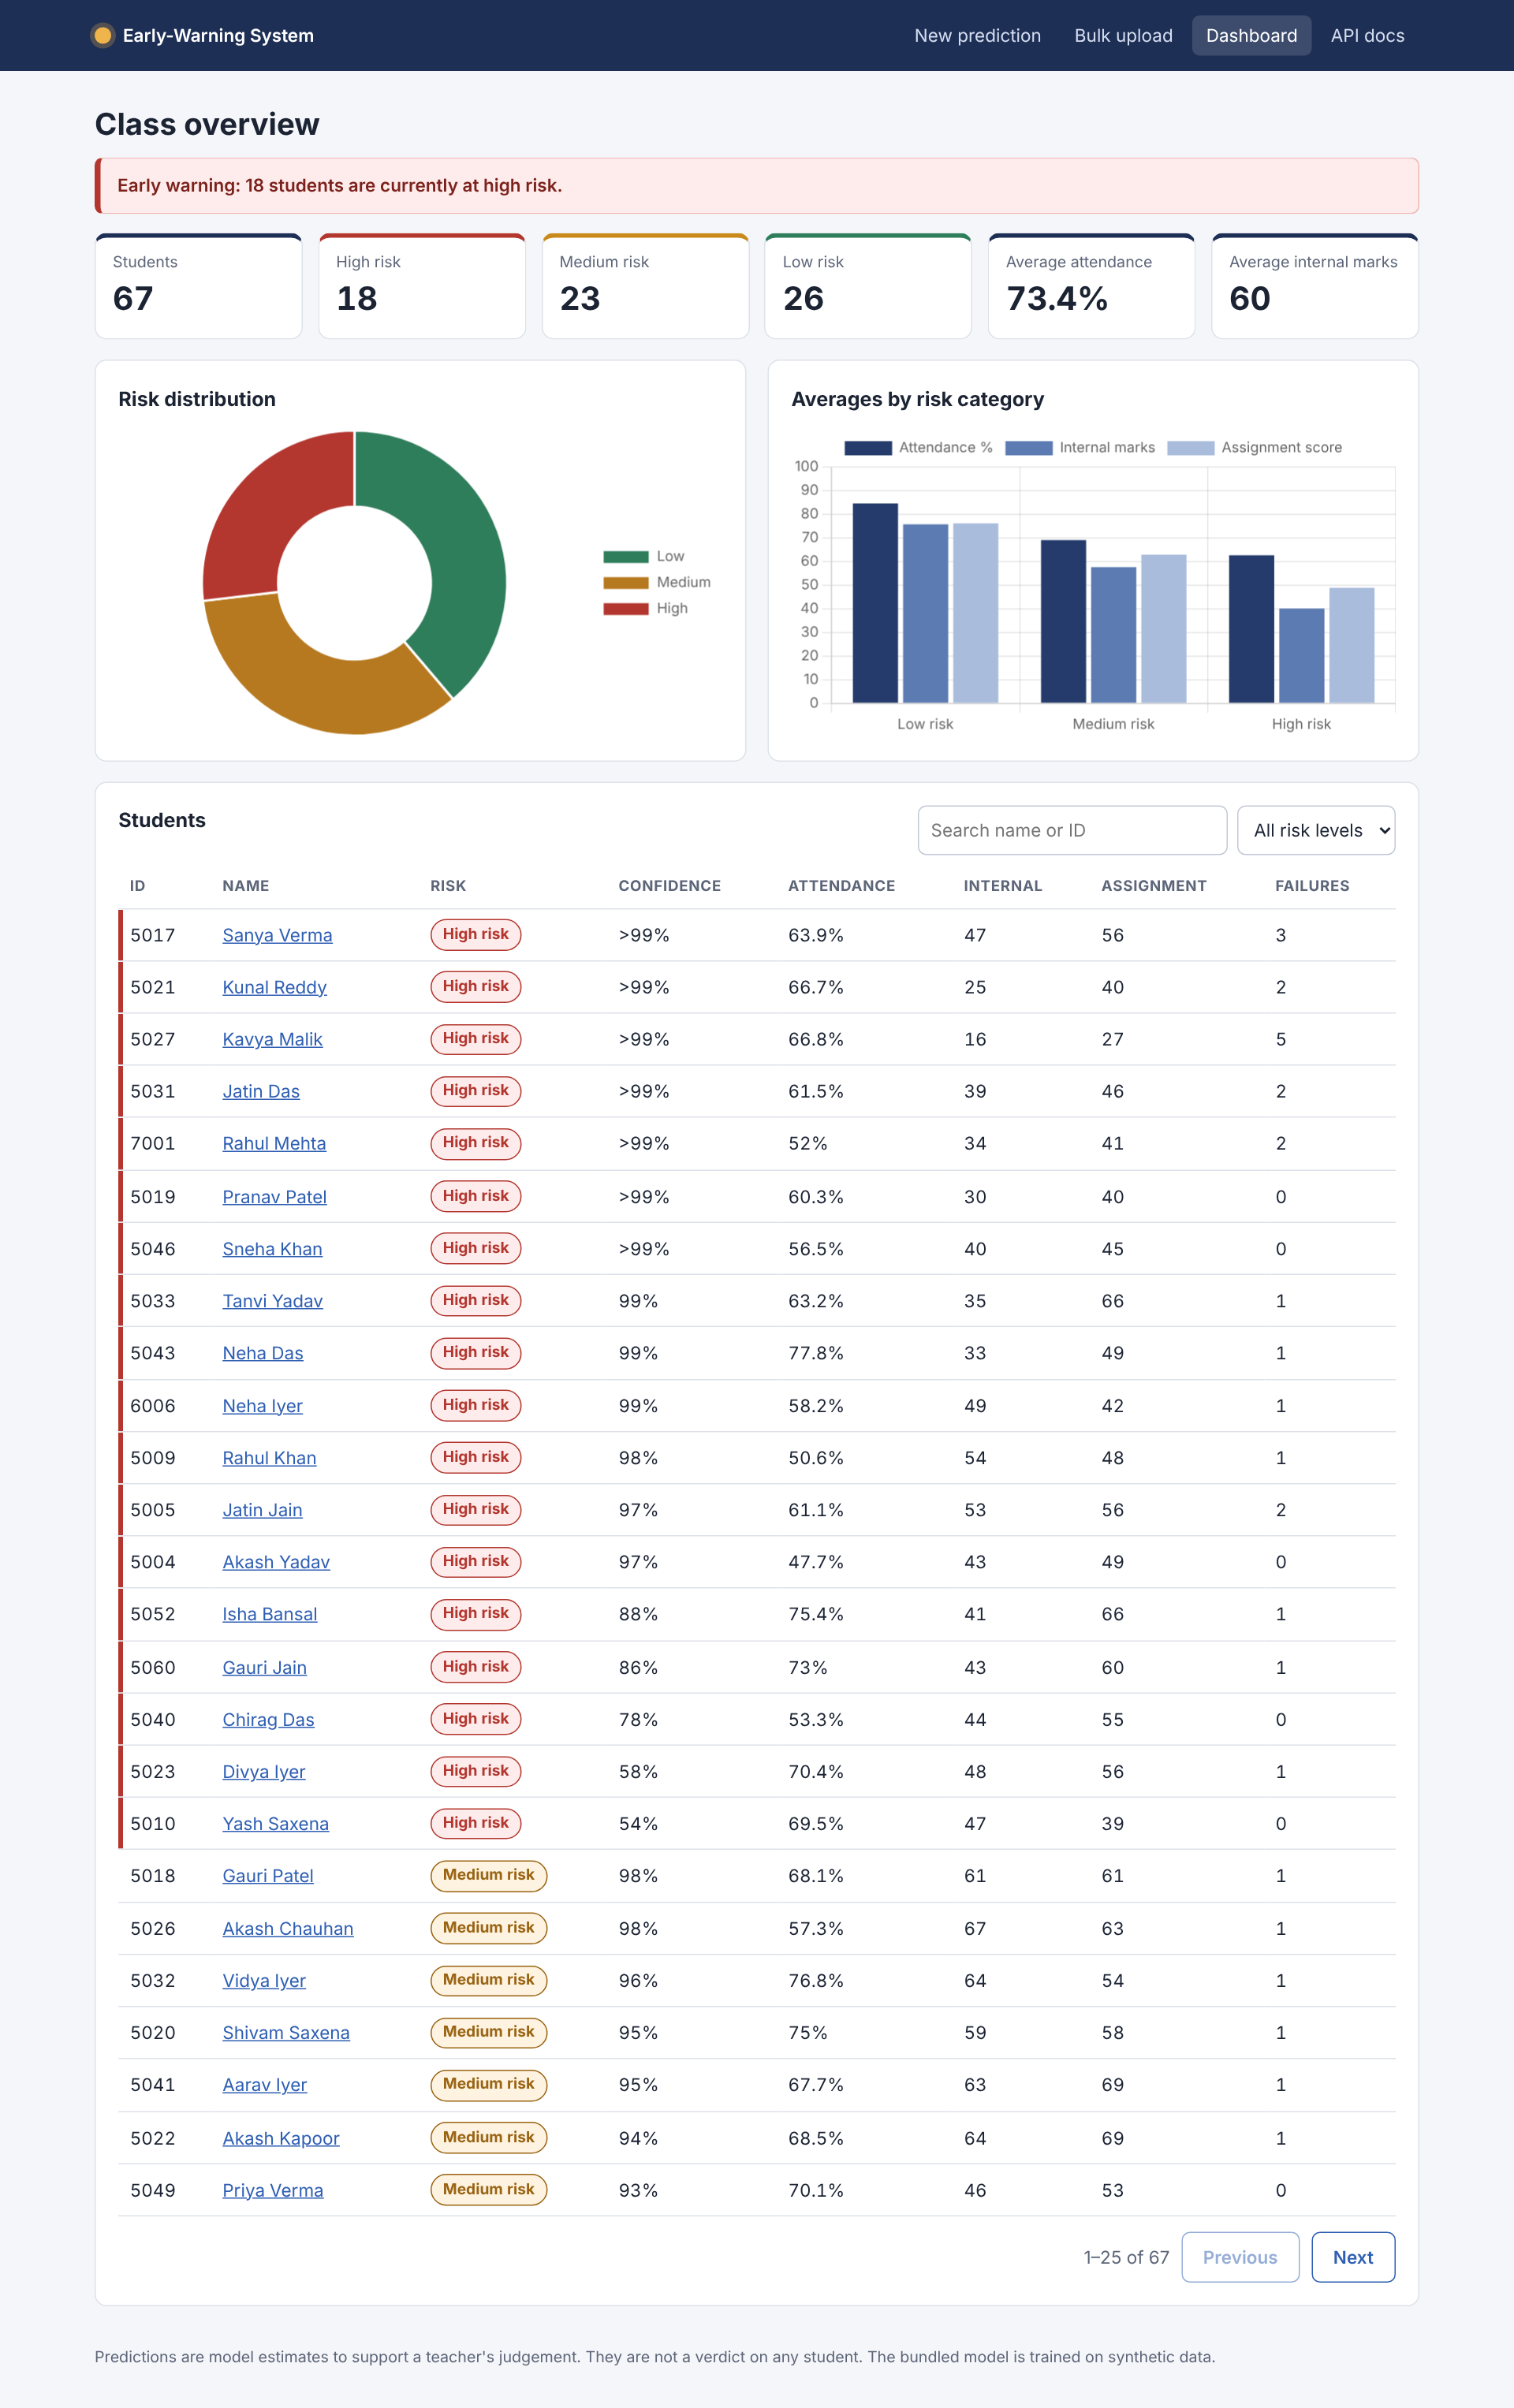 Early-Warning System New prediction Bulk upload Dashboard API docs
Class overview
Early warning: 18 students are currently at high risk.
Students
67
High risk
18
Medium risk
23
Low risk
26
Average attendance
73.4%
Average internal marks
60
Risk distribution
Low
Medium
High
Averages by risk category
Attendance % Internal marks Assignment score
100
90
80
70
60
50
40
30
20
10
0
Low risk Medium risk High risk
Students Search name or ID All risk levels
ID NAME RISK CONFIDENCE ATTENDANCE INTERNAL ASSIGNMENT FAILURES
5017 Sanya Verma High risk >99% 63.9% 47 56 3
5021 Kunal Reddy High risk >99% 66.7% 25 40 2
5027 Kavya Malik High risk >99% 66.8% 16 27 5
5031 Jatin Das High risk >99% 61.5% 39 46 2
7001 Rahul Mehta High risk >99% 52% 34 41 2
5019 Pranav Patel High risk >99% 60.3% 30 40 0
5046 Sneha Khan High risk >99% 56.5% 40 45 0
5033 Tanvi Yadav High risk 99% 63.2% 35 66 1
5043 Neha Das High risk 99% 77.8% 33 49 1
6006 Neha Iyer High risk 99% 58.2% 49 42 1
5009 Rahul Khan High risk 98% 50.6% 54 48 1
5005 Jatin Jain High risk 97% 61.1% 53 56 2
5004 Akash Yadav High risk 97% 47.7% 43 49 0
5052 Isha Bansal High risk 88% 75.4% 41 66 1
5060 Gauri Jain High risk 86% 73% 43 60 1
5040 Chirag Das High risk 78% 53.3% 44 55 0
5023 Divya Iyer High risk 58% 70.4% 48 56 1
5010 Yash Saxena High risk 54% 69.5% 47 39 0
5018 Gauri Patel Medium risk 98% 68.1% 61 61 1
5026 Akash Chauhan Medium risk 98% 57.3% 67 63 1
5032 Vidya Iyer Medium risk 96% 76.8% 64 54 1
5020 Shivam Saxena Medium risk 95% 75% 59 58 1
5041 Aarav Iyer Medium risk 95% 67.7% 63 69 1
5022 Akash Kapoor Medium risk 94% 68.5% 64 69 1
5049 Priya Verma Medium risk 93% 70.1% 46 53 0
1–25 of 67 Previous Next
Predictions are model estimates to support a teacher's judgement. They are not a verdict on any student. The bundled model is trained on synthetic data.